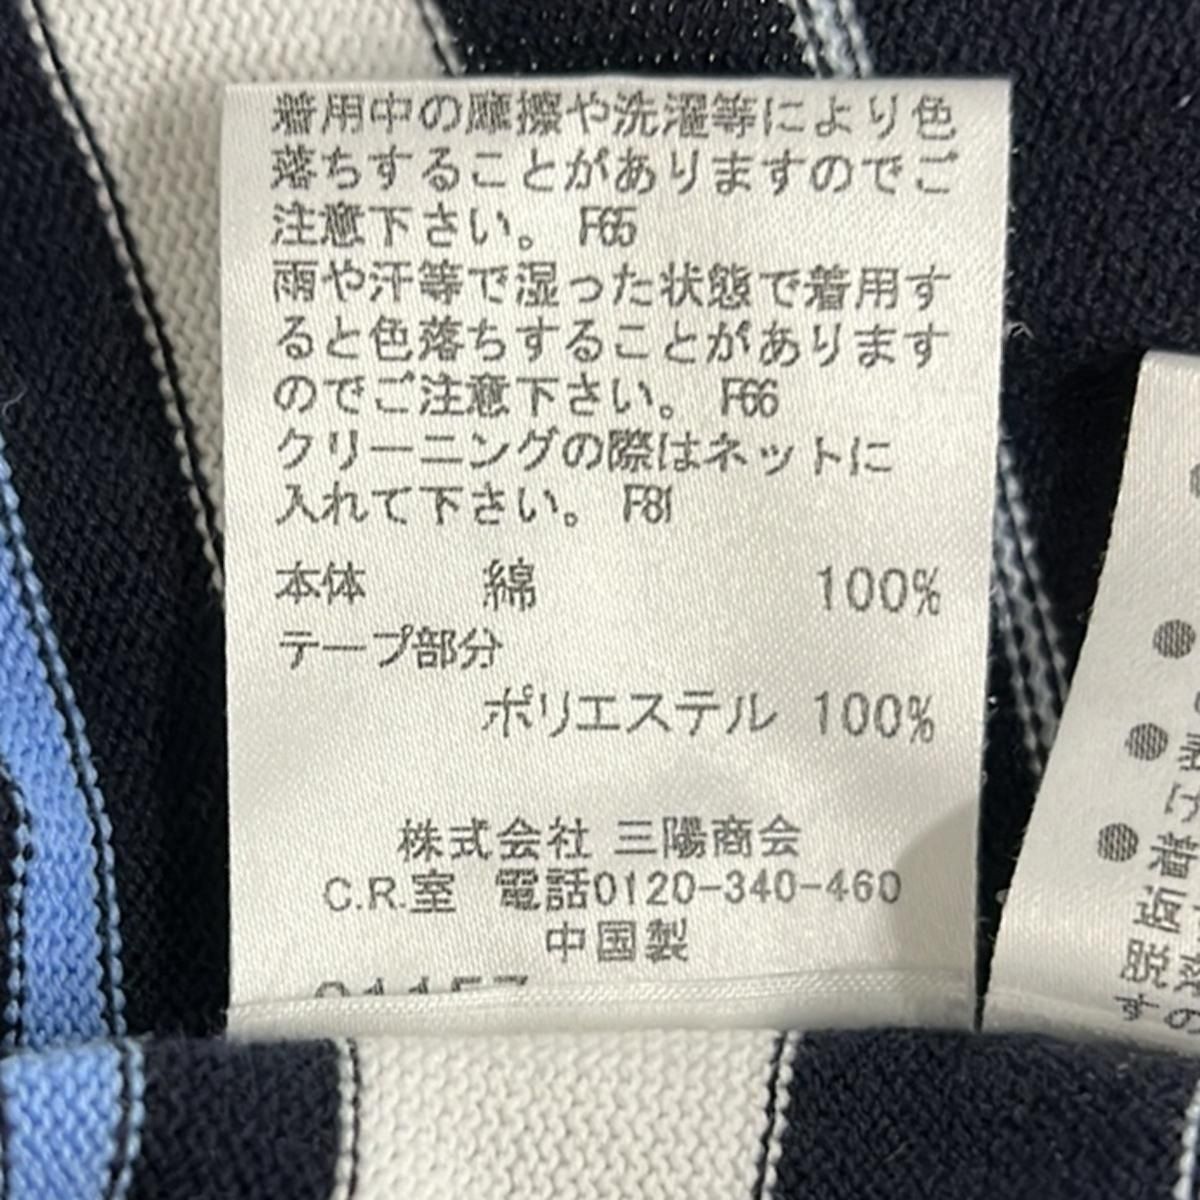 着用中の摩擦や洗濯等により色
落ちすることがありますのでご
注意下さい。 F65
雨や汗等で湿った状態で着用す
ると色落ちすることがあります
のでご注意下さい。 F66
クリーニングの際はネットに
入れて下さい。 F81
本体 綿 100%
テープ部分
ポリエステル 100%
株式会社 三陽商会
C.R.室 電話0120-340-460
中国製